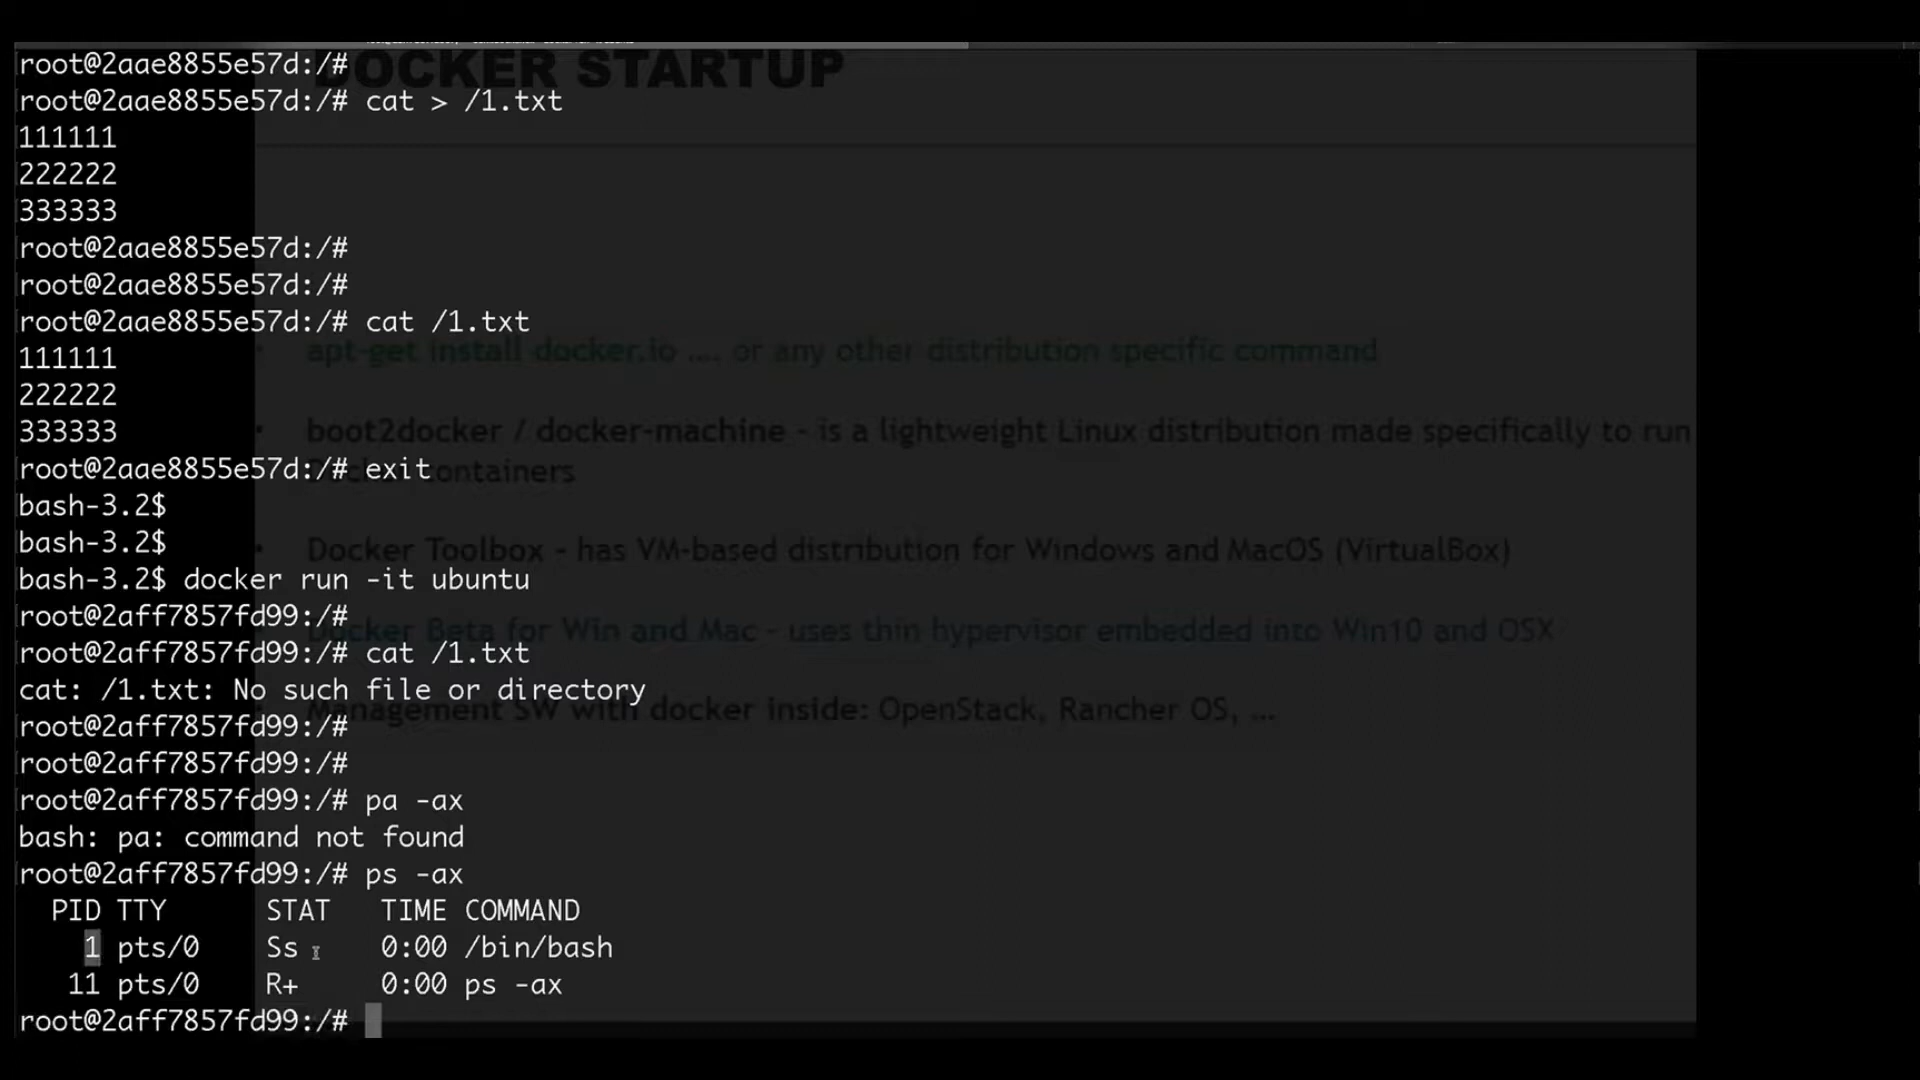 DOCKER STARTUP
root@2aae8855e57d:/#
root@2aae8855e57d:/# cat > /1.txt
111111
222222
333333
root@2aae8855e57d:/#
root@2aae8855e57d:/#
root@2aae8855e57d:/# cat /1.txt
apt-get install docker.io .... or any other distribution specific command
111111
222222
333333
boot2docker / docker-machine - is a lightweight Linux distribution made specifically to run
Docker containers
root@2aae8855e57d:/# exit
bash-3.2$
bash-3.2$
Docker Toolbox - has VM-based distribution for Windows and MacOS (VirtualBox)
bash-3.2$ docker run -it ubuntu
root@2aff7857fd99:/#
Docker Beta for Win and Mac - uses thin hypervisor embedded into Win10 and OSX
root@2aff7857fd99:/# cat /1.txt
cat: /1.txt: No such file or directory
Management SW with docker inside: OpenStack, Rancher OS, ...
root@2aff7857fd99:/#
root@2aff7857fd99:/#
root@2aff7857fd99:/# pa -ax
bash: pa: command not found
root@2aff7857fd99:/# ps -ax
PID TTY STAT TIME COMMAND
1 pts/0 Ss 0:00 /bin/bash
11 pts/0 R+ 0:00 ps -ax
root@2aff7857fd99:/#